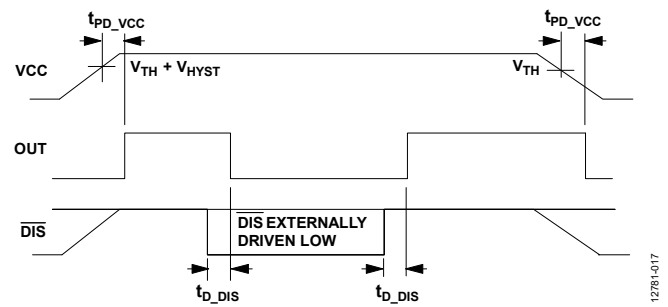 tPD_VCC
tPD_VCC
VCC
VTH + VHYST
VTH
OUT
DIS
DIS EXTERNALLY
DRIVEN LOW
tD_DIS
tD_DIS
12781-017